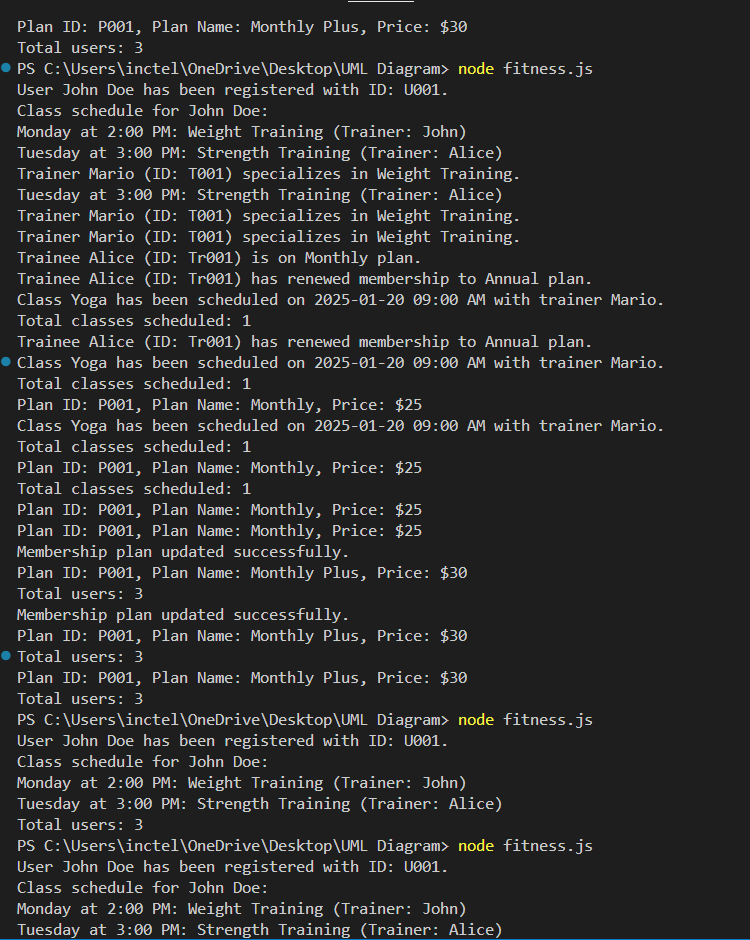 Plan ID: P001, Plan Name: Monthly Plus, Price: $30
Total users: 3
PS C:\Users\inctel\OneDrive\Desktop\UML Diagram> node fitness.js
User John Doe has been registered with ID: U001.
Class schedule for John Doe:
Monday at 2:00 PM: Weight Training (Trainer: John)
Tuesday at 3:00 PM: Strength Training (Trainer: Alice)
Trainer Mario (ID: T001) specializes in Weight Training.
Tuesday at 3:00 PM: Strength Training (Trainer: Alice)
Trainer Mario (ID: T001) specializes in Weight Training.
Trainer Mario (ID: T001) specializes in Weight Training.
Trainee Alice (ID: Tr001) is on Monthly plan.
Trainee Alice (ID: Tr001) has renewed membership to Annual plan.
Class Yoga has been scheduled on 2025-01-20 09:00 AM with trainer Mario.
Total classes scheduled: 1
Trainee Alice (ID: Tr001) has renewed membership to Annual plan.
Class Yoga has been scheduled on 2025-01-20 09:00 AM with trainer Mario.
Total classes scheduled: 1
Plan ID: P001, Plan Name: Monthly, Price: $25
Class Yoga has been scheduled on 2025-01-20 09:00 AM with trainer Mario.
Total classes scheduled: 1
Plan ID: P001, Plan Name: Monthly, Price: $25
Total classes scheduled: 1
Plan ID: P001, Plan Name: Monthly, Price: $25
Plan ID: P001, Plan Name: Monthly, Price: $25
Membership plan updated successfully.
Plan ID: P001, Plan Name: Monthly Plus, Price: $30
Total users: 3
Membership plan updated successfully.
Plan ID: P001, Plan Name: Monthly Plus, Price: $30
Total users: 3
Plan ID: P001, Plan Name: Monthly Plus, Price: $30
Total users: 3
PS C:\Users\inctel\OneDrive\Desktop\UML Diagram> node fitness.js
User John Doe has been registered with ID: U001.
Class schedule for John Doe:
Monday at 2:00 PM: Weight Training (Trainer: John)
Tuesday at 3:00 PM: Strength Training (Trainer: Alice)
Total users: 3
PS C:\Users\inctel\OneDrive\Desktop\UML Diagram> node fitness.js
User John Doe has been registered with ID: U001.
Class schedule for John Doe:
Monday at 2:00 PM: Weight Training (Trainer: John)
Tuesday at 3:00 PM: Strength Training (Trainer: Alice)